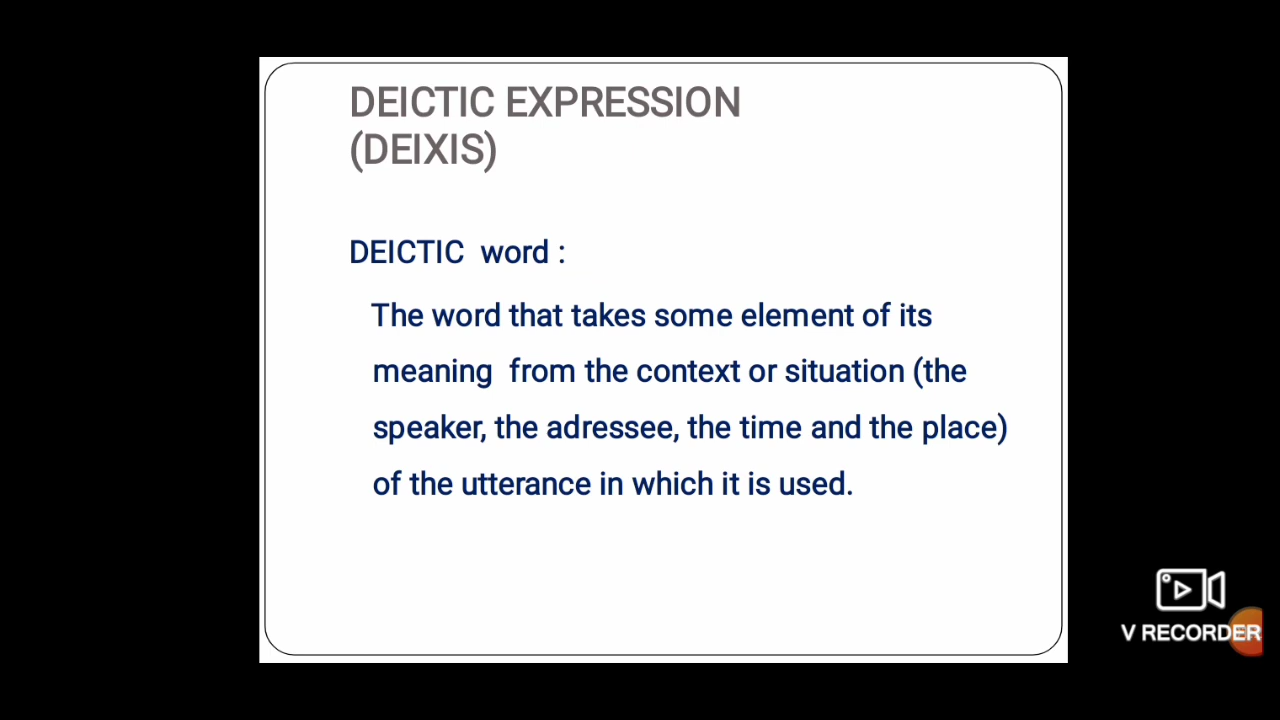 DEICTIC EXPRESSION
(DEIXIS)
DEICTIC word :
The word that takes some element of its
meaning from the context or situation (the
speaker, the adressee, the time and the place)
of the utterance in which it is used.
V RECORDER